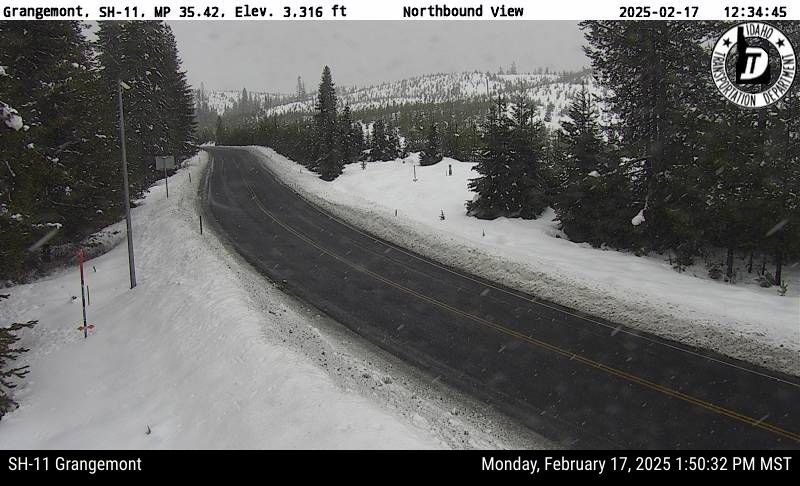 Grangemont, SH-11, MP 35.42, Elev. 3,316 ft Northbound View 2025-02-17 12:34:45
IDAHO
TRANSPORTATION DEPARTMENT
SH-11 Grangemont Monday, February 17, 2025 1:50:32 PM MST